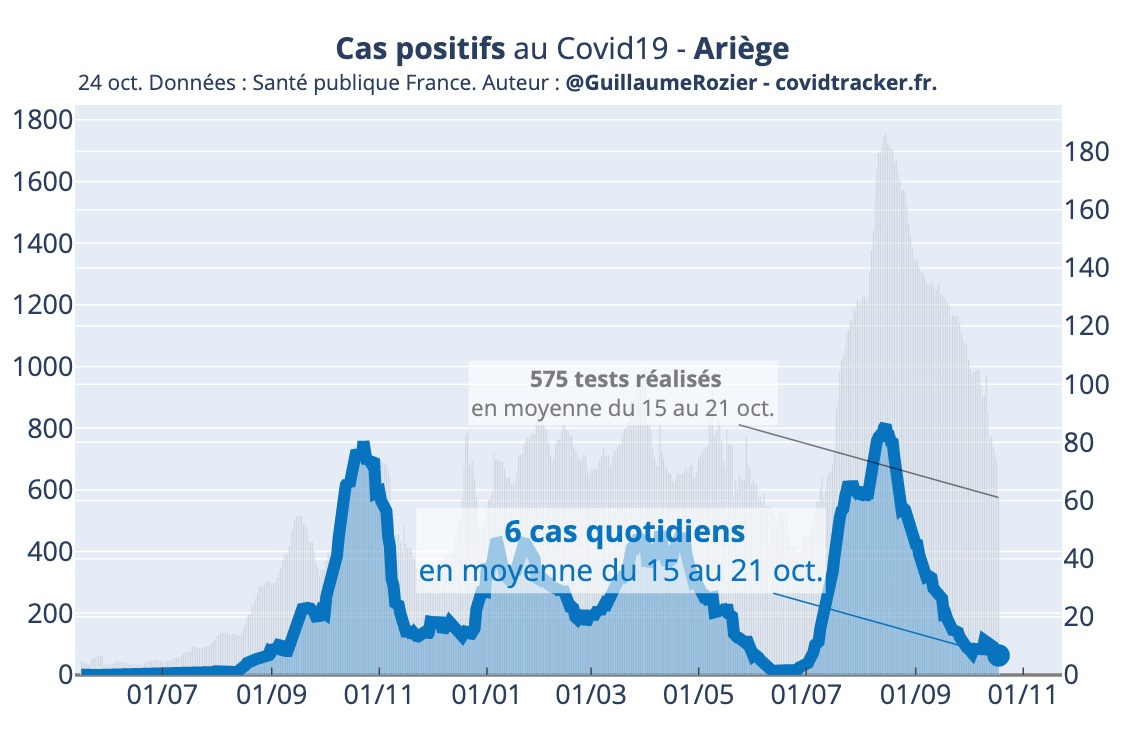 Cas positifs au Covid19 - Ariège
24 oct. Données : Santé publique France. Auteur : @GuillaumeRozier - covidtracker.fr.
1800
180
1600
160
1400
140
1200
120
1000
100
575 tests réalisés
en moyenne du 15 au 21 oct.
800
80
600
60
6 cas quotidiens
400
40
en moyenne du 15 au 21 oct.
200
20
0
0
01/07 01/09 01/11 01/01 01/03 01/05 01/07 01/09 01/11